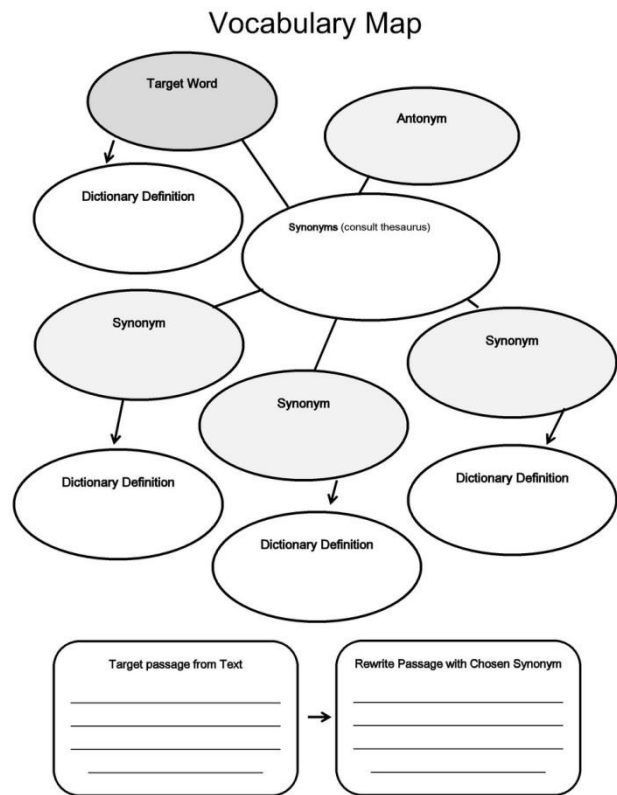 Vocabulary Map
Target Word
Antonym
Dictionary Definition
Synonyms (consult thesaurus)
Synonym
Synonym
Synonym
Dictionary Definition
Dictionary Definition
Dictionary Definition
Target passage from Text
Rewrite Passage with Chosen Synonym